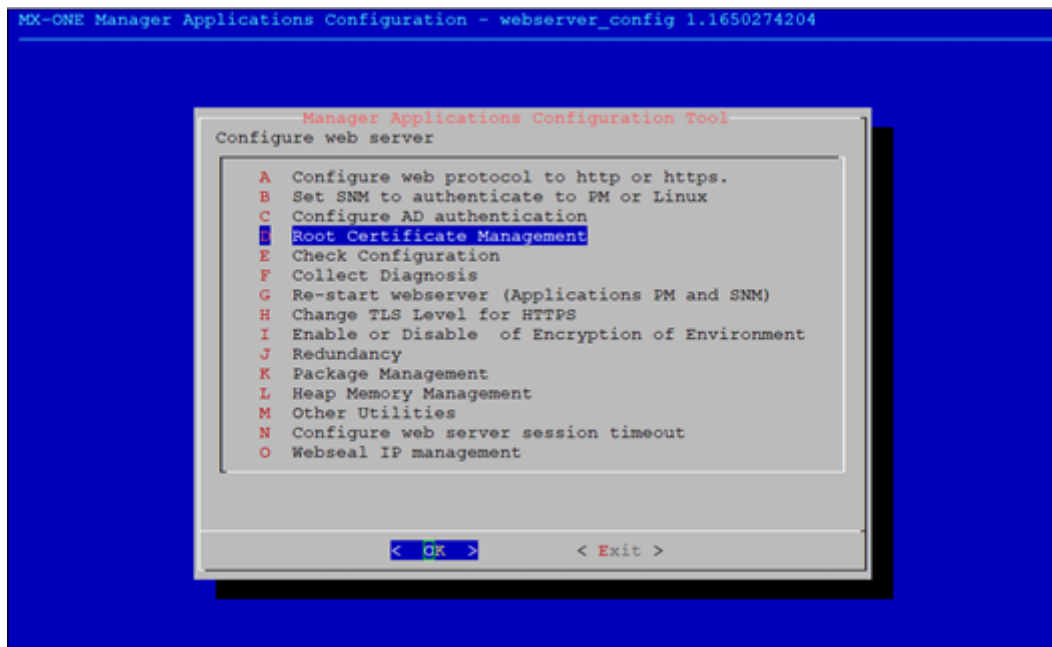 MX-ONE Manager Applications Configuration - webserver_config 1.1650274204
Manager Applications Configuration Tool
Configure web server
A Configure web protocol to http or https.
B Set SNM to authenticate to PM or Linux
C Configure AD authentication
D Root Certificate Management
E Check Configuration
F Collect Diagnosis
G Re-start webserver (Applications PM and SNM)
H Change TLS Level for HTTPS
I Enable or Disable  of Encryption of Environment
J Redundancy
K Package Management
L Heap Memory Management
M Other Utilities
N Configure web server session timeout
O Webseal IP management
< OK > < Exit >